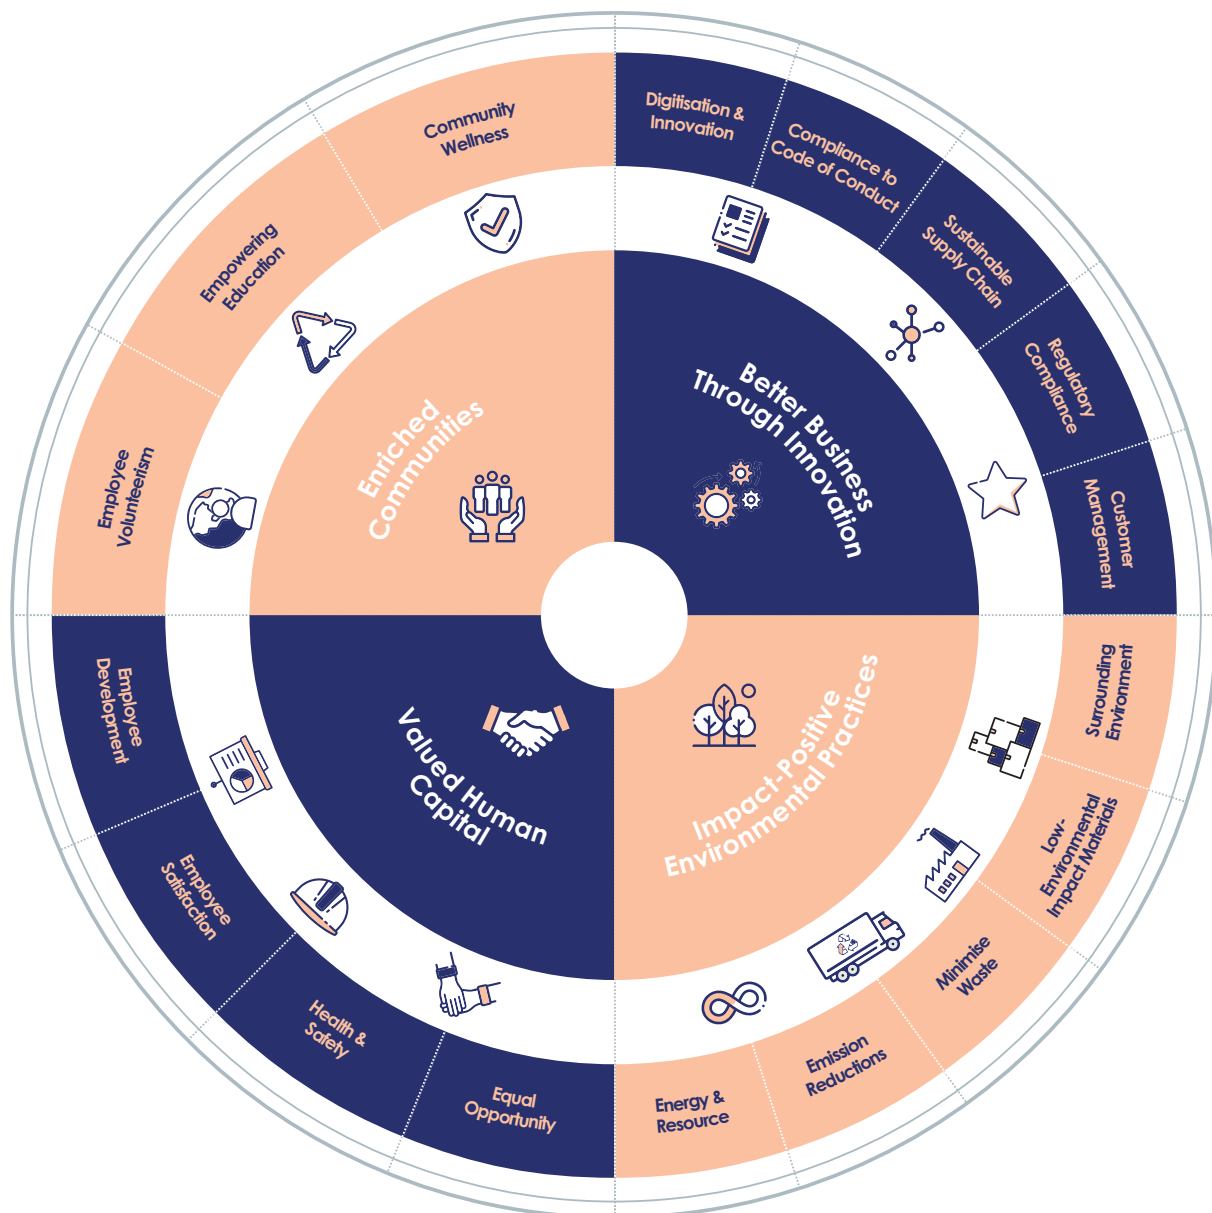 Community
Wellness
Digitisation &
Innovation
Compliance to
Code of Conduct
Sustainable
Supply Chain
Regulatory
Compliance
Customer
Management
Surrounding
Environment
Low-
Environmental
Impact Materials
Minimise
Waste
Emission
Reductions
Energy &
Resource
Equal
Opportunity
Health &
Safety
Employee
Satisfaction
Employee
Development
Employee
Volunteerism
Empowering
Education
Enriched
Communities
Better Business
Through Innovation
Impact-Positive
Environmental Practices
Valued Human
Capital